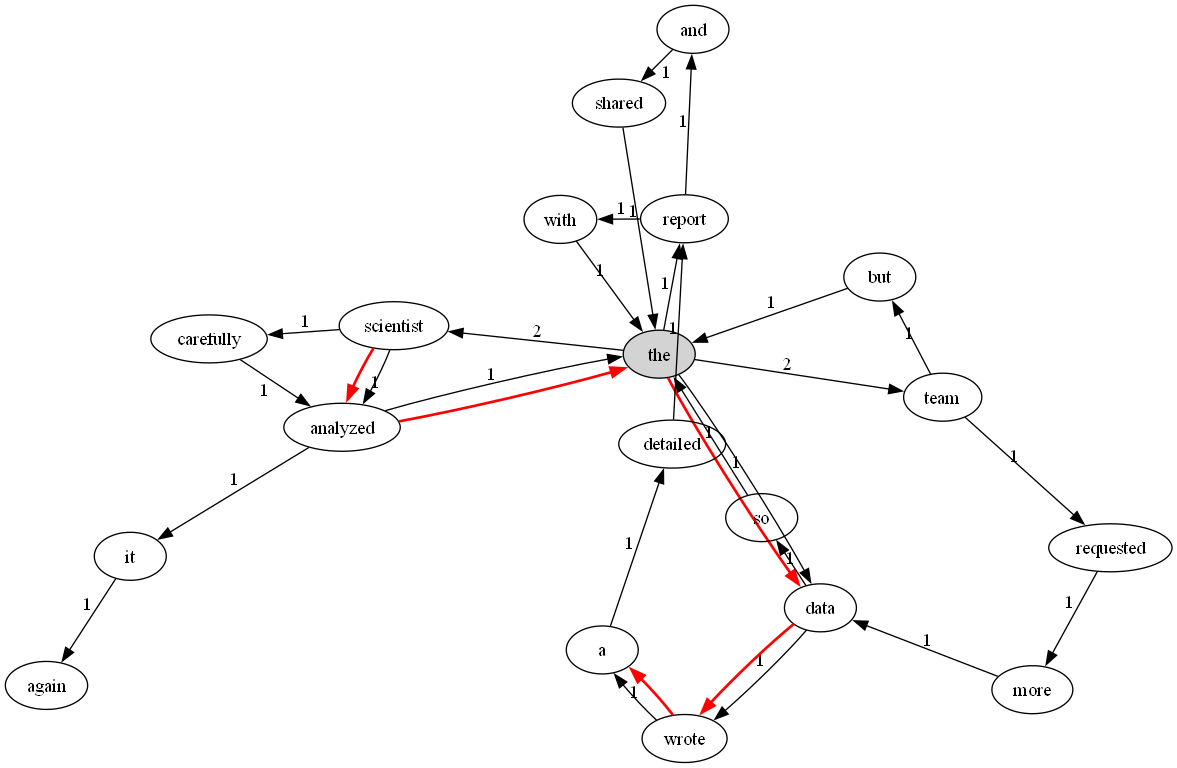 and
1
shared
1
with
1
1
report
but
1
1
carefully
1
scientist
2
1
the
1
2
1
team
1
1
analyzed
1
1
detailed
1
1
1
1
so
it
1
requested
1
1
data
1
1
a
1
again
1
more
1
wrote